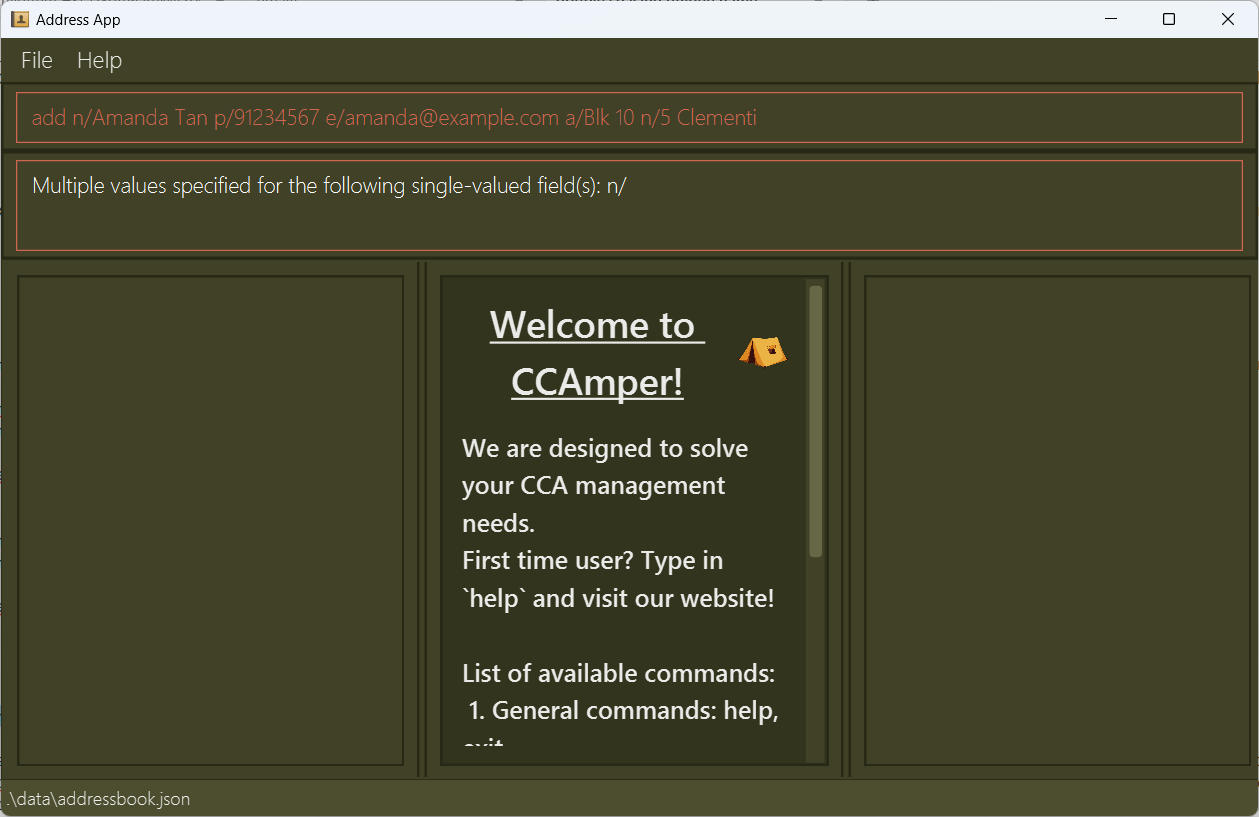 Address App
File Help
add n/Amanda Tan p/91234567 e/amanda@example.com a/Blk 10 n/5 Clementi
Multiple values specified for the following single-valued field(s): n/
Welcome to
CCAmper!
We are designed to solve
your CCA management
needs.
First time user? Type in
`help` and visit our website!
List of available commands:
1. General commands: help,
exit
.\data\addressbook.json